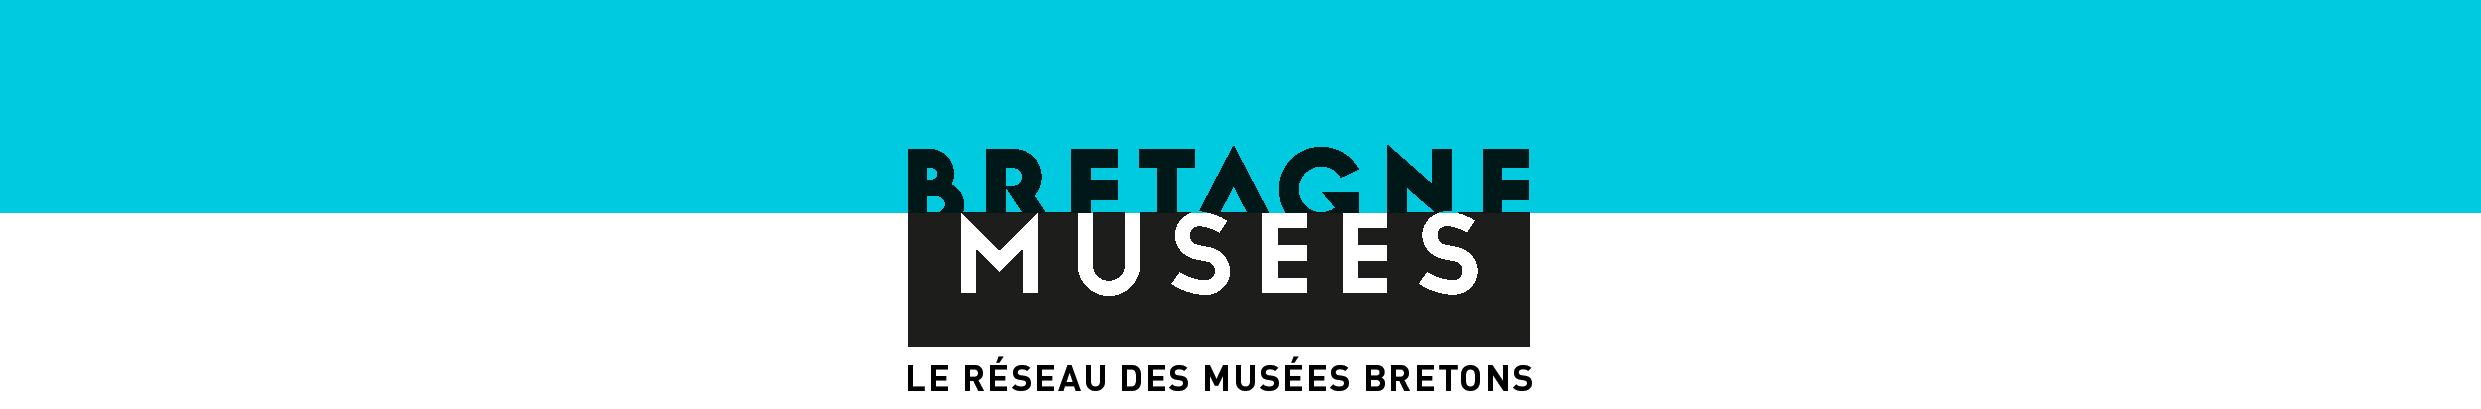 BRETAGNE
MUSEES
LE RÉSEAU DES MUSÉES BRETONS